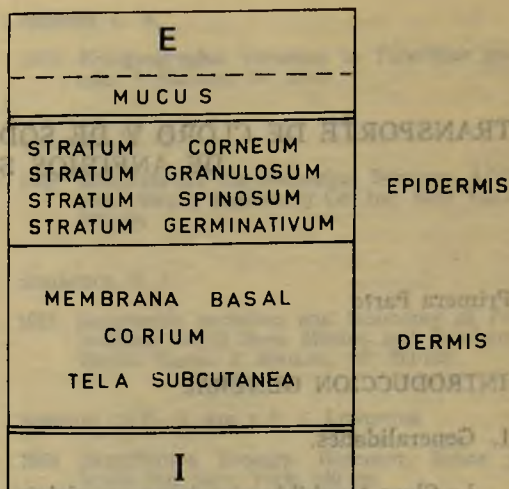 E
MUCUS
STRATUM CORNEUM
STRATUM GRANULOSUM
STRATUM SPINOSUM
STRATUM GERMINATIVUM
EPIDERMIS
MEMBRANA BASAL
CORIUM
TELA SUBCUTANEA
DERMIS
I
TRANSPORTE DE CLORO Y DE SOD
Primera Parte
INTRODUCCION
I. Generalidades.